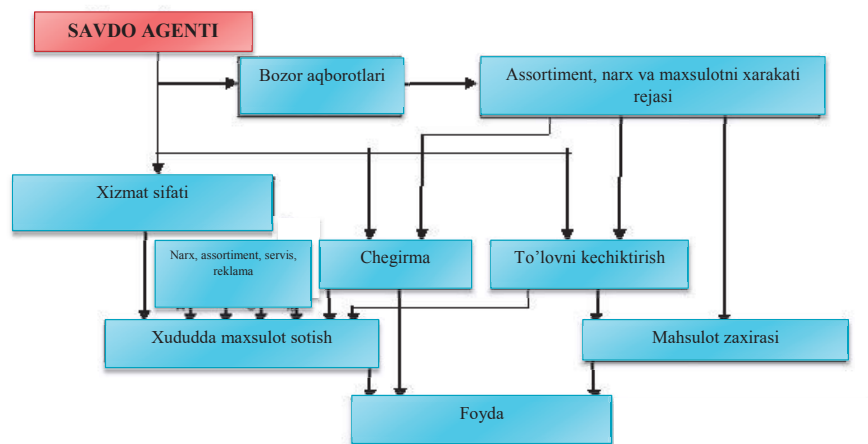 SAVDO AGENTI
Bozor aqborotlari
Assortiment, narx va maxsulotni xarakati
rejasi
Xizmat sifati
Narx, assortiment, servis,
reklama
Chegirma
To’lovni kechiktirish
Xududda maxsulot sotish
Mahsulot zaxirasi
Foyda